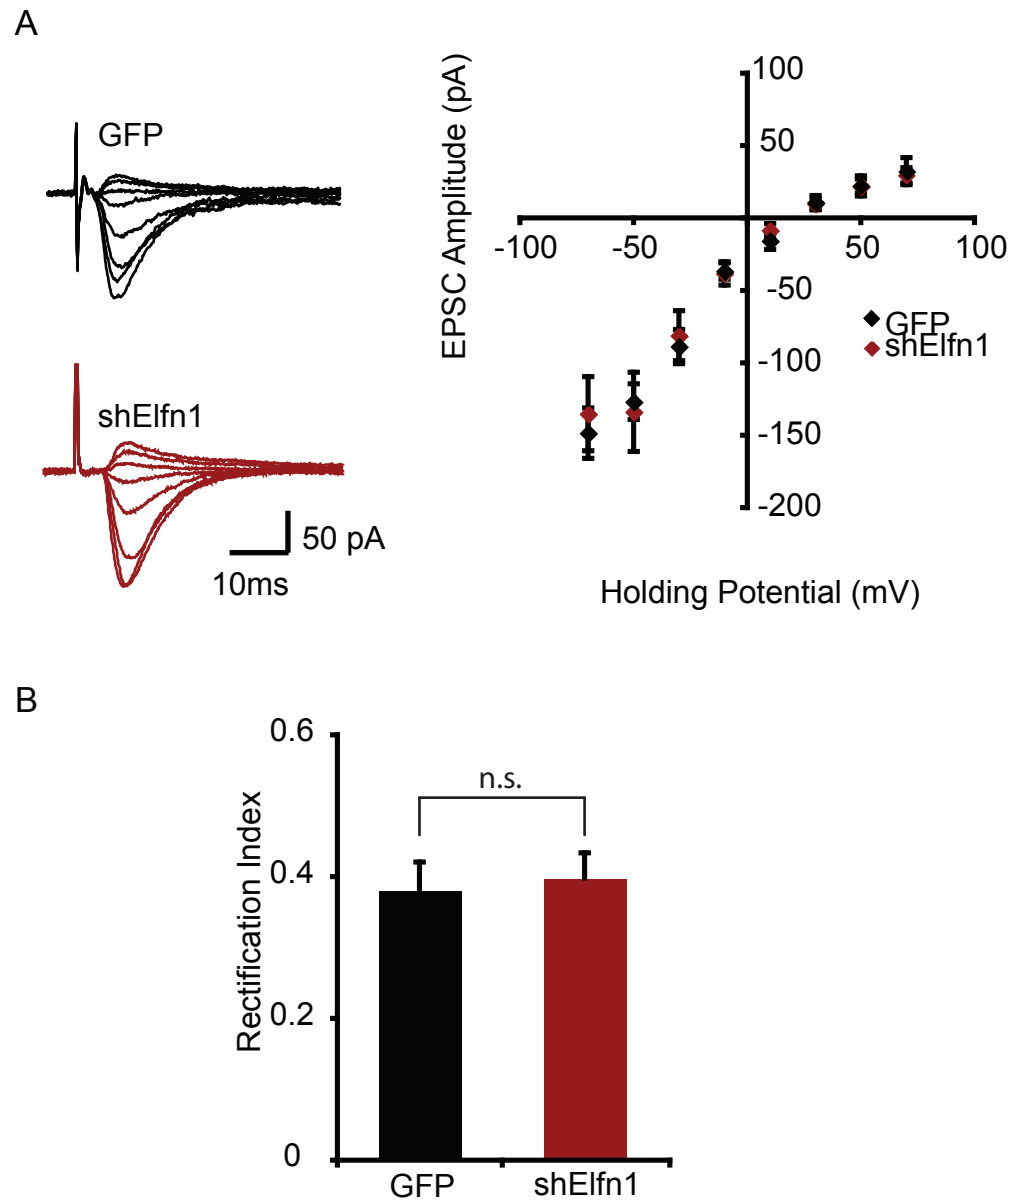 A
GFP
shElfn1
50 pA
10ms
EPSC Amplitude (pA)
100
50
-100
-50
50
100
-50
-100
-150
-200
GFP
shElfn1
Holding Potential (mV)
B
Rectification Index
0.6
0.4
0.2
0
n.s.
GFP
shElfn1